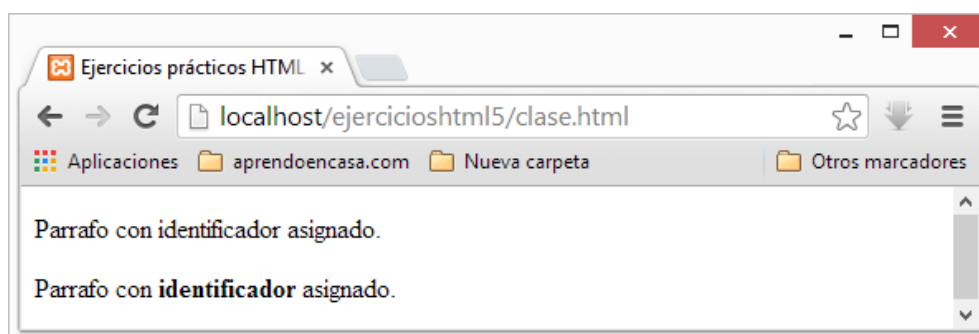 Ejercicios prácticos HTML
localhost/ejercicioshtml5/clase.html
Aplicaciones aprendoencasa.com Nueva carpeta Otros marcadores
Parrafo con identificador asignado.
Parrafo con identificador asignado.